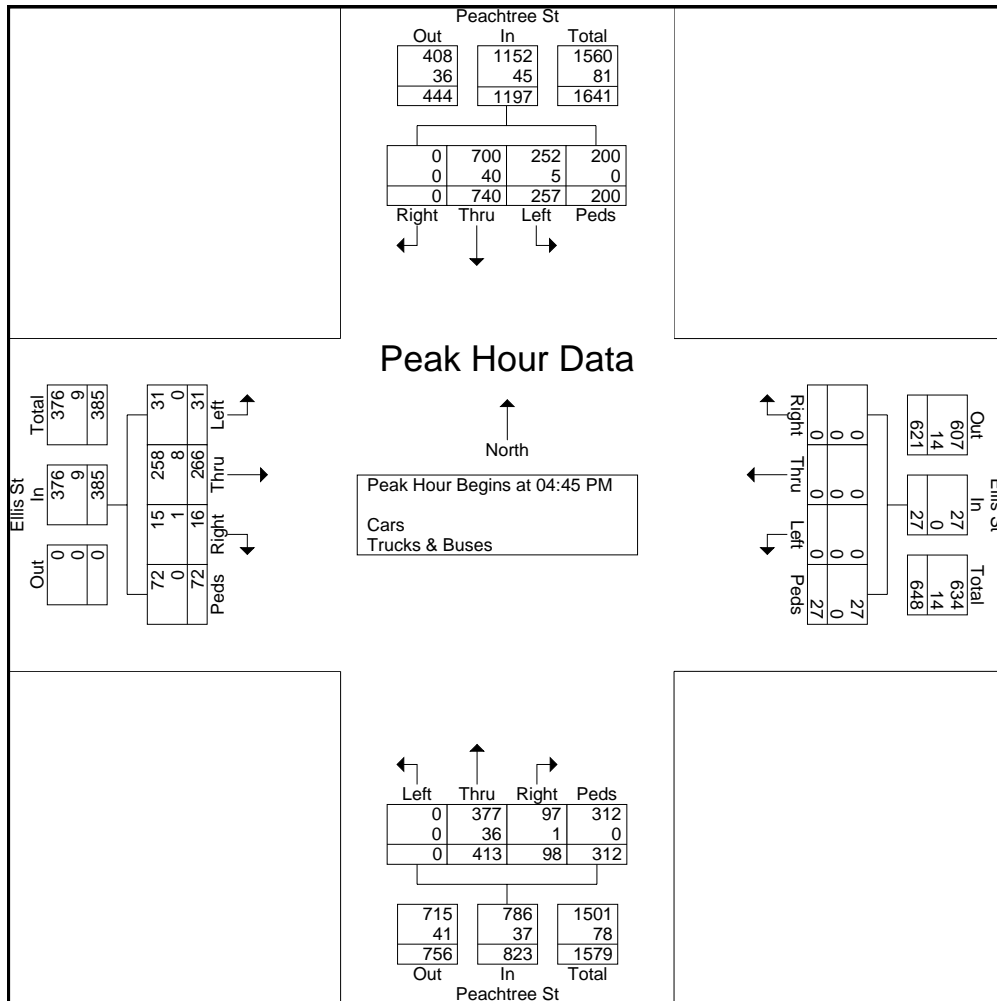 Peachtree St
Out In Total
408 1152 1560
36 45 81
444 1197 1641
0 700 252 200
0 40 5 0
0 740 257 200
Right Thru Left Peds
Peak Hour Data
North
Peak Hour Begins at 04:45 PM
Cars
Trucks & Buses
Ellis St
Total In Out
376 376 0
9 9 0
385 385 0
31 258 15 72
0 8 1 0
31 266 16 72
Left Thru Right Peds
Ellis St
Out In Total
607 27 634
14 0 14
621 27 648
0 0 0 27
0 0 0 0
0 0 0 27
Right Thru Left Peds
Left Thru Right Peds
0 377 97 312
0 36 1 0
0 413 98 312
715 786 1501
41 37 78
756 823 1579
Out In Total
Peachtree St